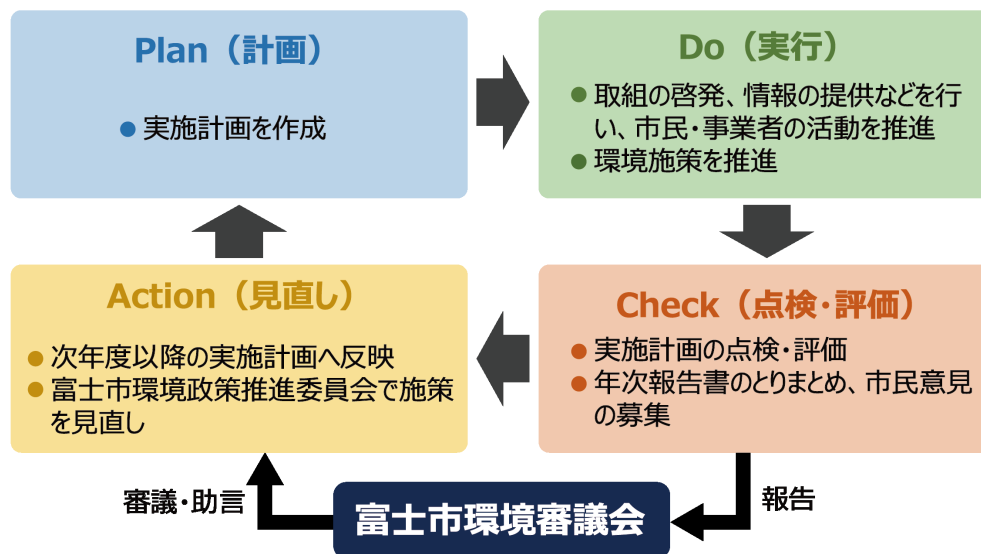 Plan（計画）
● 実施計画を作成
Do（実行）
● 取組の啓発、情報の提供などを行
い、市民・事業者の活動を推進
● 環境施策を推進
Action（見直し）
● 次年度以降の実施計画へ反映
● 富士市環境政策推進委員会で施策
を見直し
Check（点検・評価）
● 実施計画の点検・評価
● 年次報告書のとりまとめ、市民意見
の募集
審議・助言
富士市環境審議会
報告